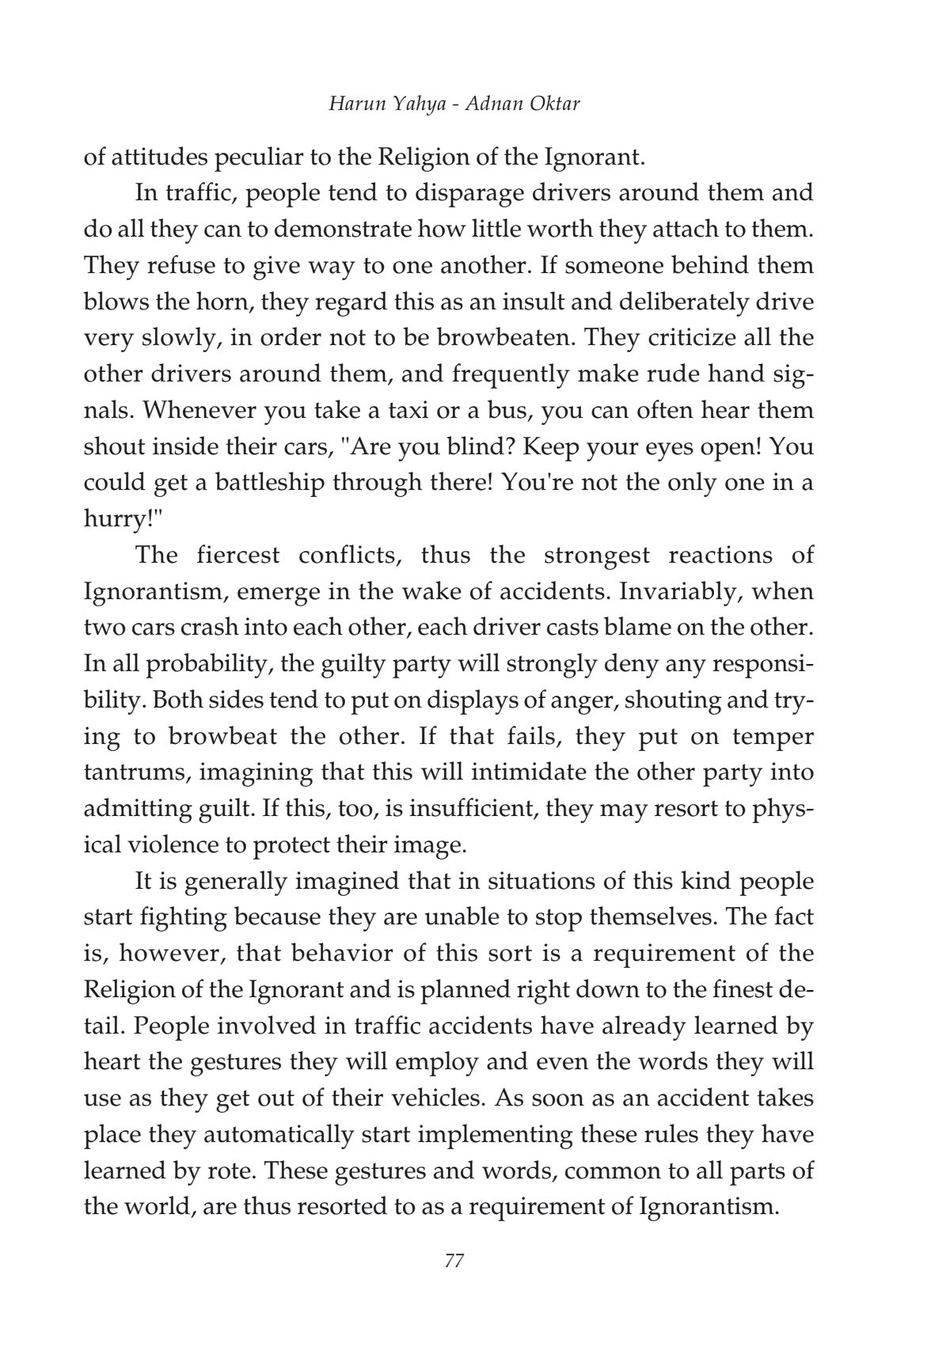 Harun Yahya - Adnan Oktar
of attitudes peculiar to the Religion of the Ignorant.
In traffic, people tend to disparage drivers around them and
do all they can to demonstrate how little worth they attach to them.
They refuse to give way to one another. If someone behind them
blows the horn, they regard this as an insult and deliberately drive
very slowly, in order not to be browbeaten. They criticize all the
other drivers around them, and frequently make rude hand sig-
nals. Whenever you take a taxi or a bus, you can often hear them
shout inside their cars, "Are you blind? Keep your eyes open! You
could get a battleship through there! You're not the only one in a
hurry!"
The fiercest conflicts, thus the strongest reactions of
Ignorantism, emerge in the wake of accidents. Invariably, when
two cars crash into each other, each driver casts blame on the other.
In all probability, the guilty party will strongly deny any responsi-
bility. Both sides tend to put on displays of anger, shouting and try-
ing to browbeat the other. If that fails, they put on temper
tantrums, imagining that this will intimidate the other party into
admitting guilt. If this, too, is insufficient, they may resort to phys-
ical violence to protect their image.
It is generally imagined that in situations of this kind people
start fighting because they are unable to stop themselves. The fact
is, however, that behavior of this sort is a requirement of the
Religion of the Ignorant and is planned right down to the finest de-
tail. People involved in traffic accidents have already learned by
heart the gestures they will employ and even the words they will
use as they get out of their vehicles. As soon as an accident takes
place they automatically start implementing these rules they have
learned by rote. These gestures and words, common to all parts of
the world, are thus resorted to as a requirement of Ignorantism.
77